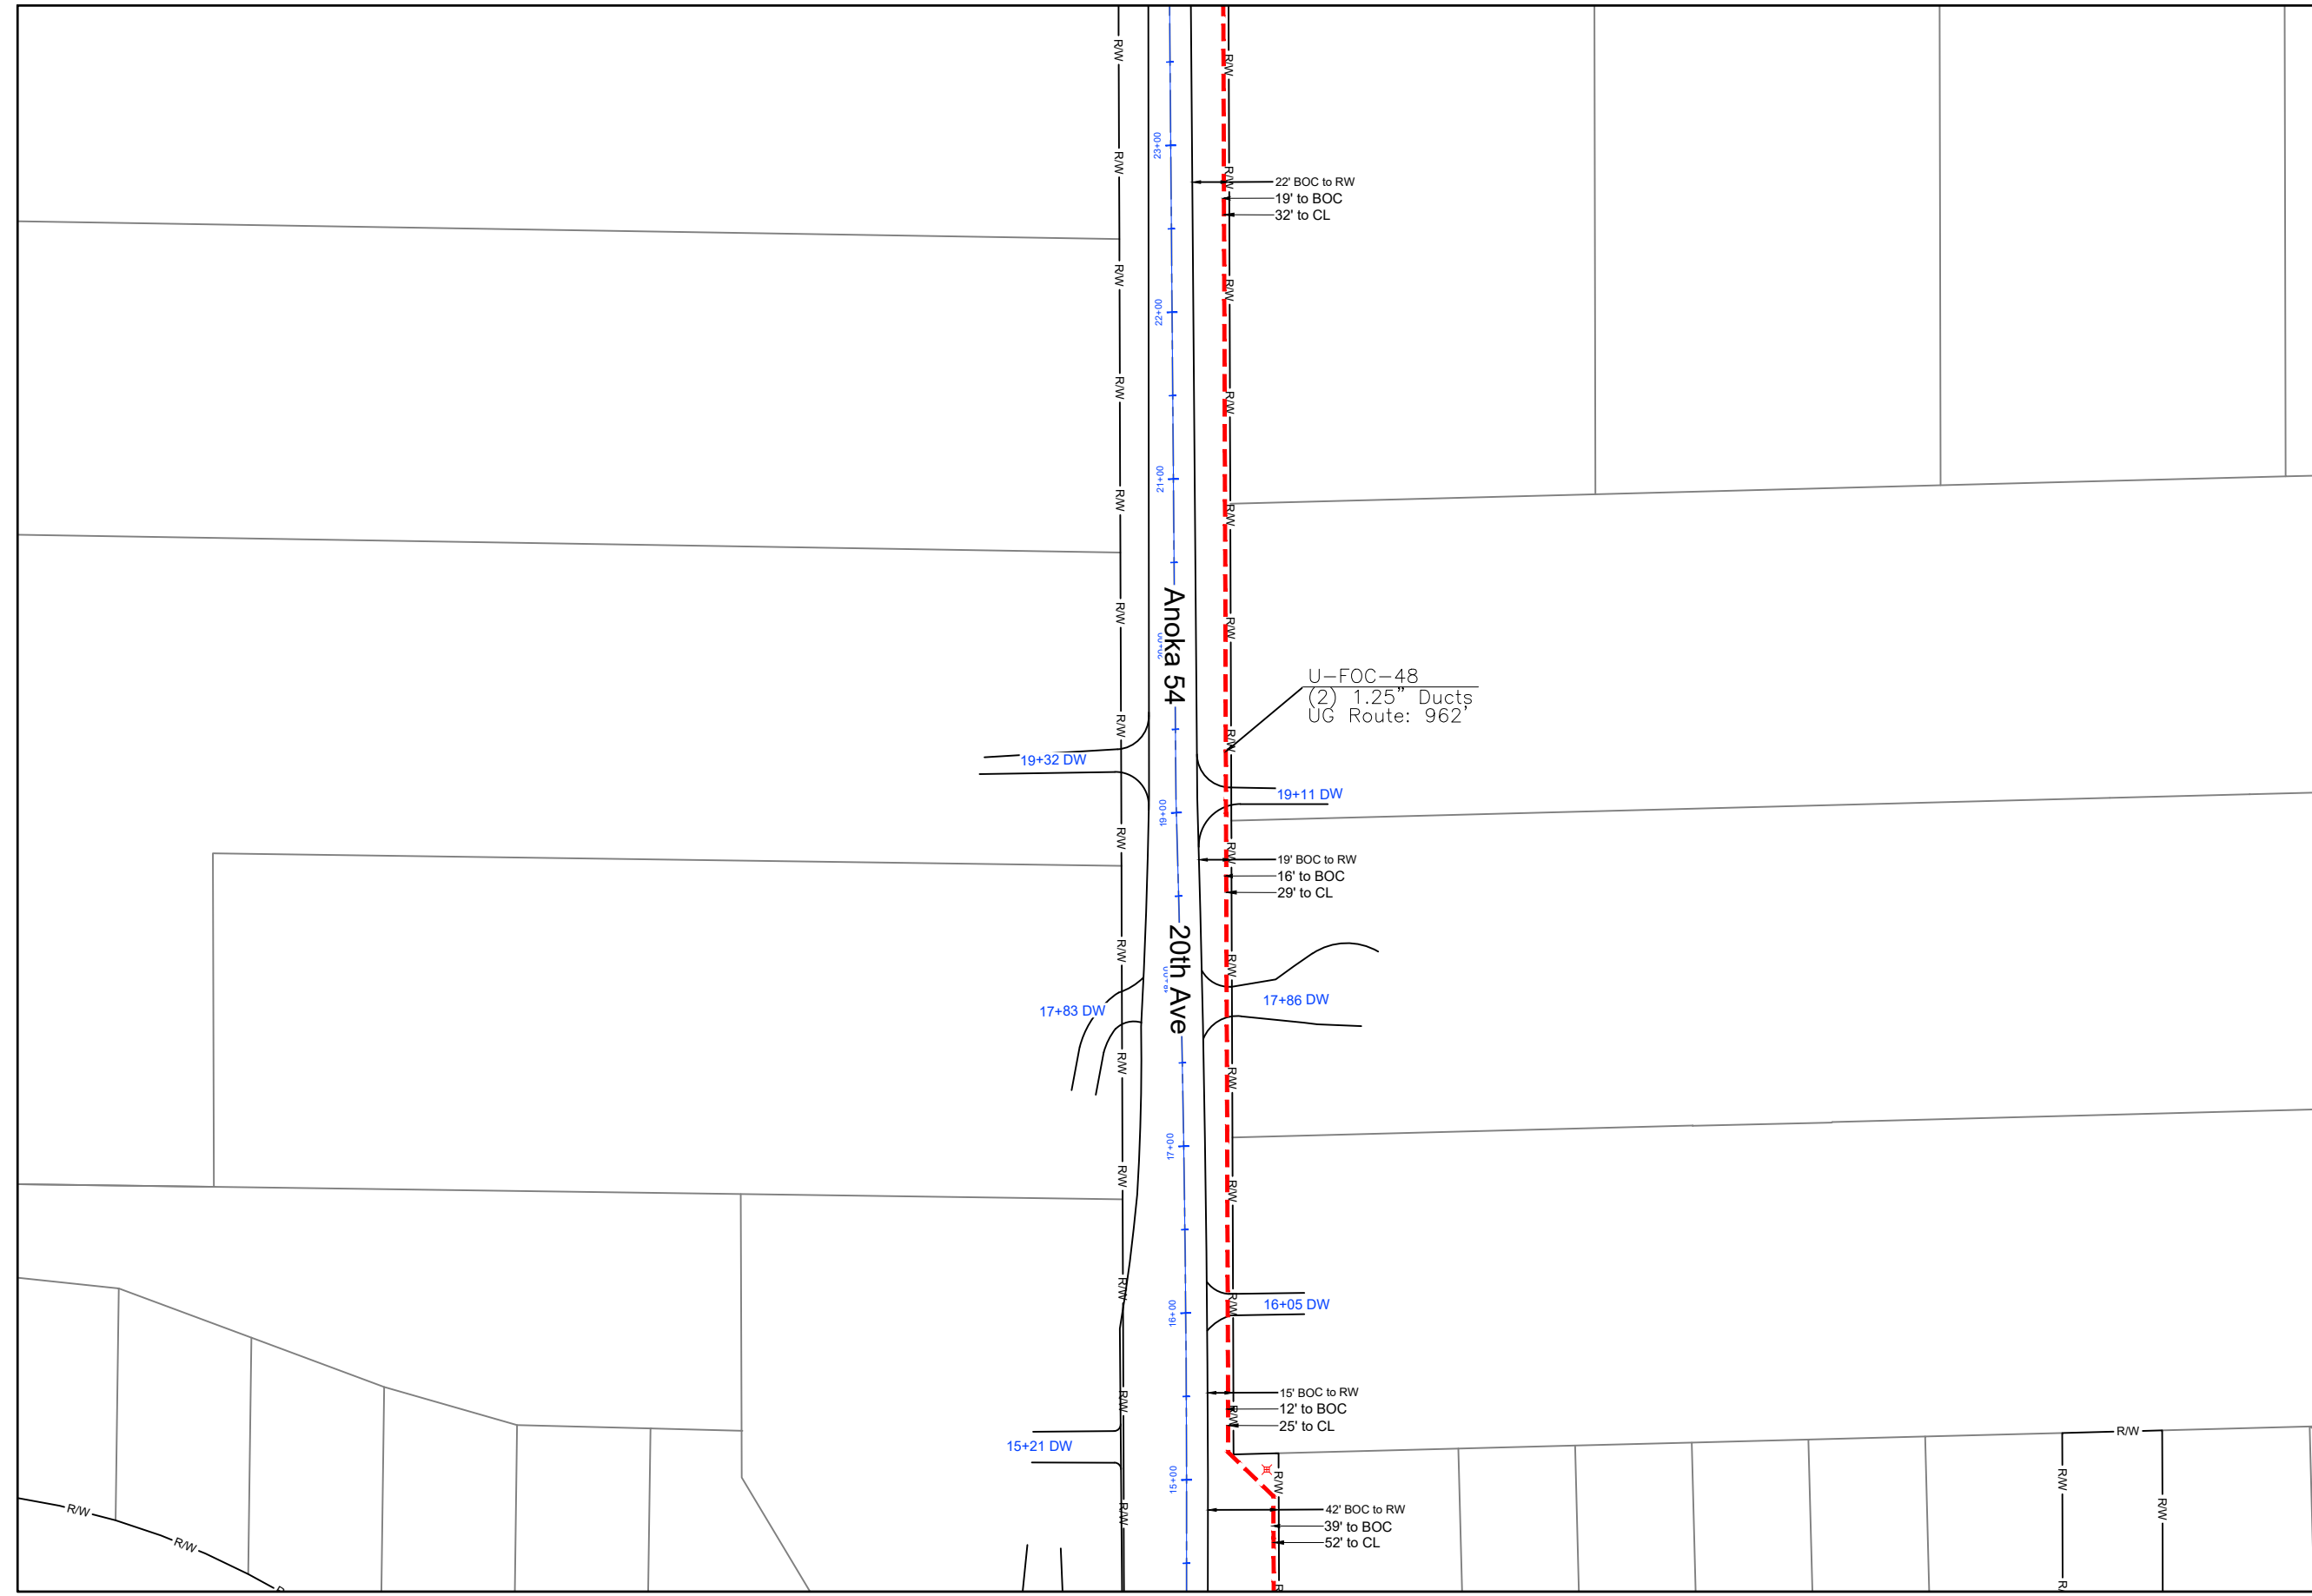 R/W
R/W
23+00
R/W
R/W
22' BOC to RW
19' to BOC
32' to CL
R/W
R/W
22+00
R/W
R/W
21+00
R/W
R/W
Anoka 54
20+00
R/W
R/W
U-FOC-48
(2) 1.25" Ducts
UG Route: 962'
R/W
R/W
19+32 DW
19+11 DW
19+00
R/W
R/W
19' BOC to RW
16' to BOC
29' to CL
20th Ave
18+00
R/W
R/W
17+83 DW
17+86 DW
R/W
R/W
17+00
R/W
R/W
R/W
R/W
16+05 DW
16+00
15' BOC to RW
12' to BOC
25' to CL
R/W
R/W
R/W
15+21 DW
15+00
R/W
R/W
R/W
R/W
R/W
R/W
42' BOC to RW
39' to BOC
52' to CL